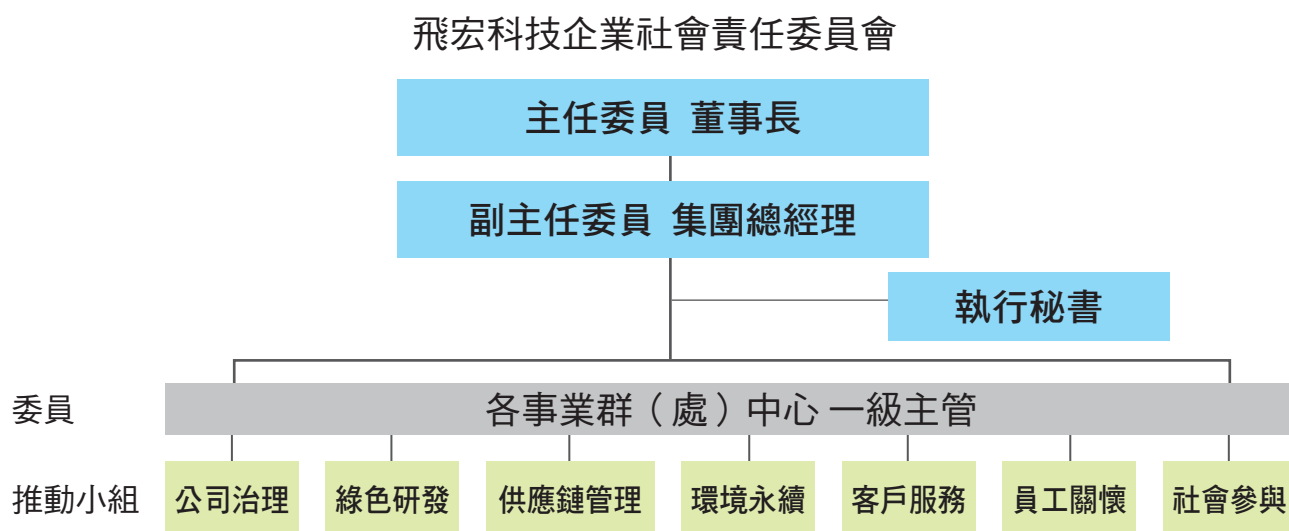 飛宏科技企業社會責任委員會
主任委員 董事長
副主任委員 集團總經理
執行秘書
委員 各事業群（處）中心 一級主管
推動小組 公司治理 綠色研發 供應鏈管理 環境永續 客戶服務 員工關懷 社會參與